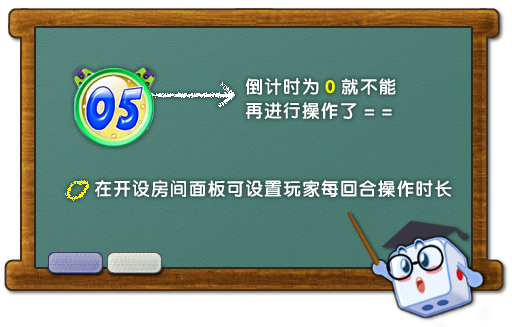 05
倒计时为 0 就不能
再进行操作了 = =
在开设房间面板可设置玩家每回合操作时长